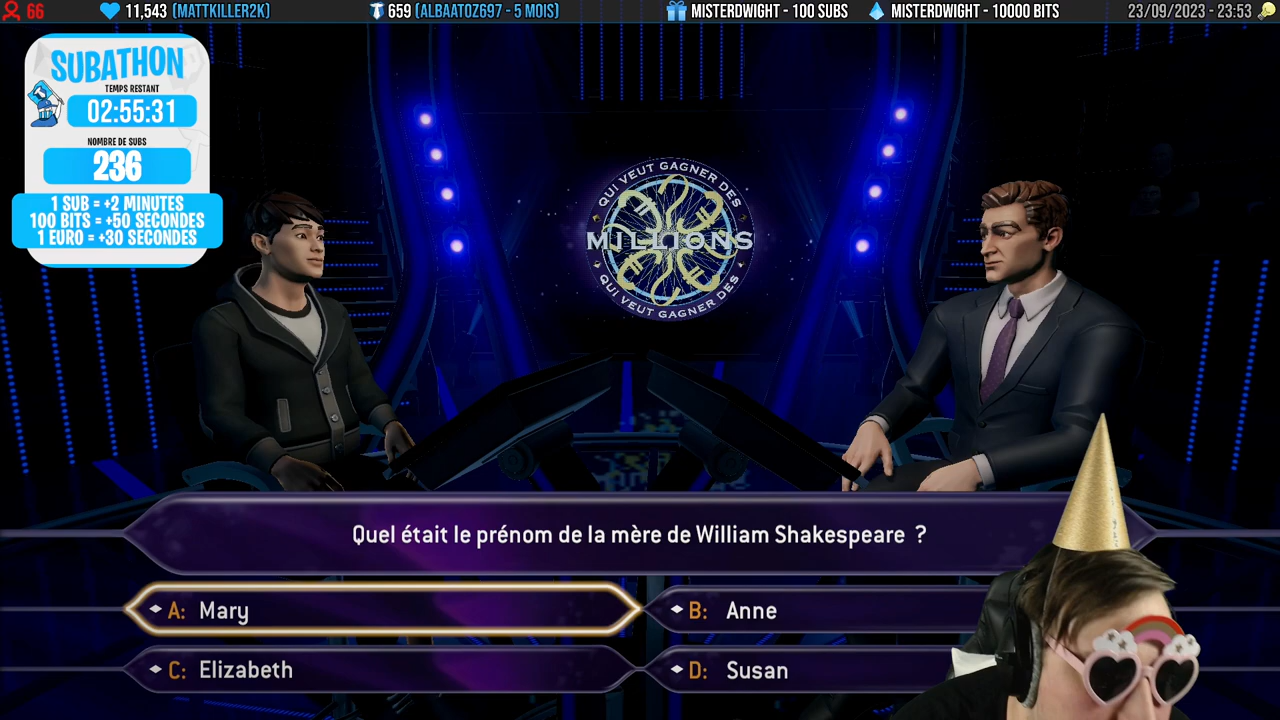 66
11,543 (MATTKILLER2K)
659 (ALBAATOZ697 - 5 MOIS)
MISTERDWIGHT - 100 SUBS
MISTERDWIGHT - 10000 BITS
23/09/2023 - 23:53
SUBATHON
TEMPS RESTANT
02:55:31
NOMBRE DE SUBS
236
1 SUB = +2 MINUTES
100 BITS = +50 SECONDES
1 EURO = +30 SECONDES
QUI VEUT GAGNER DES
MILLIONS
QUI VEUT GAGNER DES
Quel était le prénom de la mère de William Shakespeare ?
A: Mary
B: Anne
C: Elizabeth
D: Susan